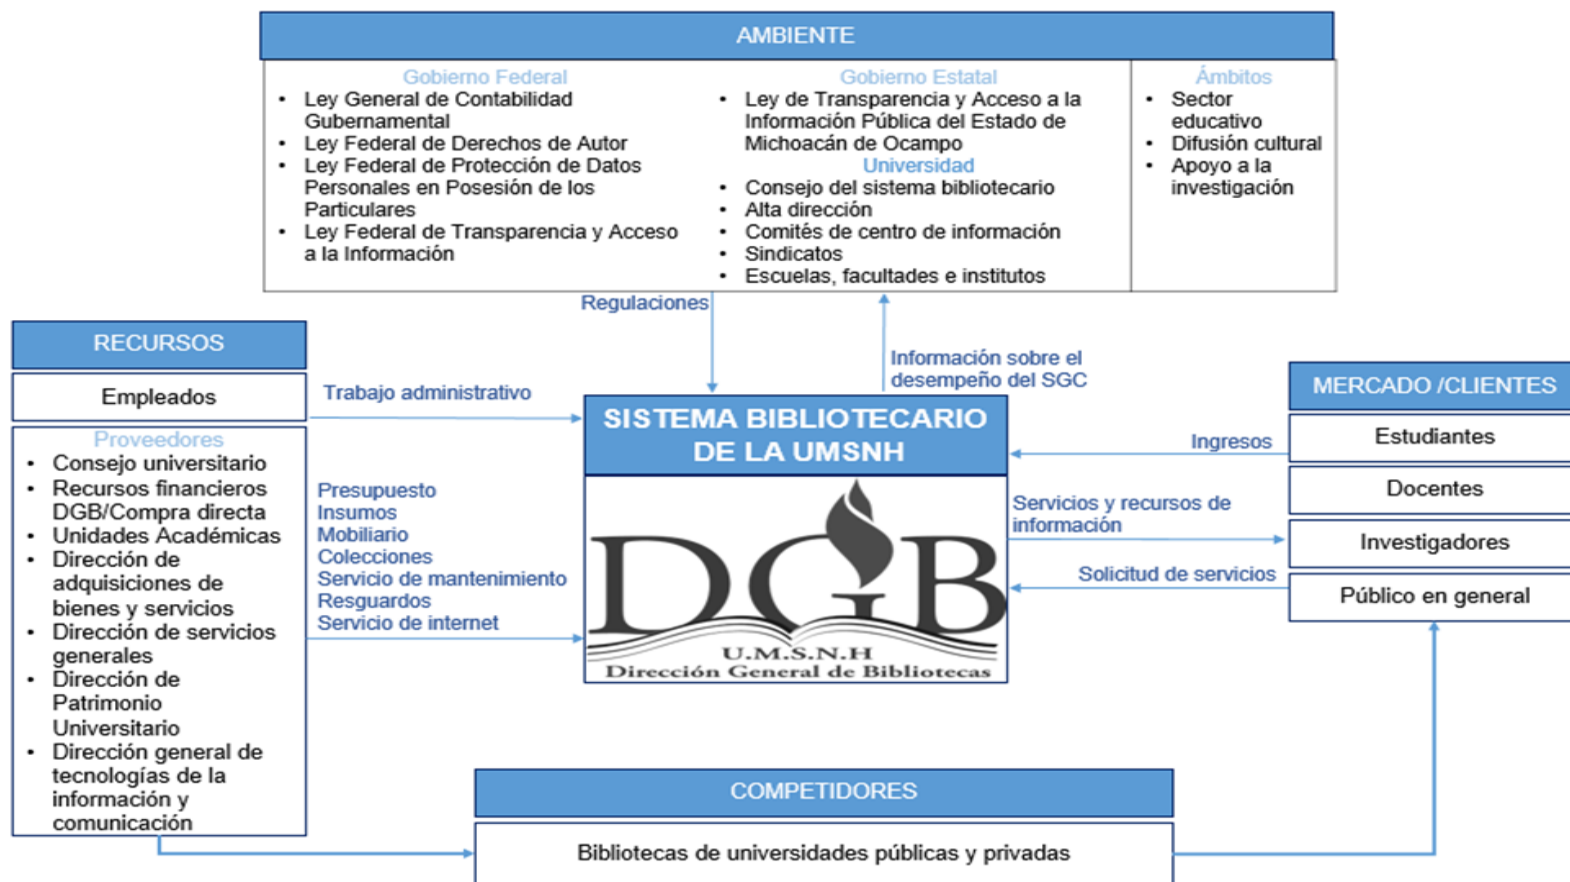 AMBIENTE
Gobierno Federal
• Ley General de Contabilidad
Gubernamental
• Ley Federal de Derechos de Autor
• Ley Federal de Protección de Datos
Personales en Posesión de los
Particulares
• Ley Federal de Transparencia y Acceso
a la Información
Gobierno Estatal
• Ley de Transparencia y Acceso a la
Información Pública del Estado de
Michoacán de Ocampo
Universidad
• Consejo del sistema bibliotecario
• Alta dirección
• Comités de centro de información
• Sindicatos
• Escuelas, facultades e institutos
Ámbitos
• Sector
educativo
• Difusión cultural
• Apoyo a la
investigación
Regulaciones
Información sobre el
desempeño del SGC
RECURSOS
Empleados
Trabajo administrativo
Proveedores
• Consejo universitario
• Recursos financieros
DGB/Compra directa
• Unidades Académicas
• Dirección de
adquisiciones de
bienes y servicios
• Dirección de servicios
generales
• Dirección de
Patrimonio
Universitario
• Dirección general de
tecnologías de la
información y
comunicación
Presupuesto
Insumos
Mobiliario
Colecciones
Servicio de mantenimiento
Resguardos
Servicio de internet
SISTEMA BIBLIOTECARIO
DE LA UMSNH
DGB
U.M.S.N.H
Dirección General de Bibliotecas
Ingresos
Servicios y recursos de
información
Solicitud de servicios
MERCADO /CLIENTES
Estudiantes
Docentes
Investigadores
Público en general
COMPETIDORES
Bibliotecas de universidades públicas y privadas